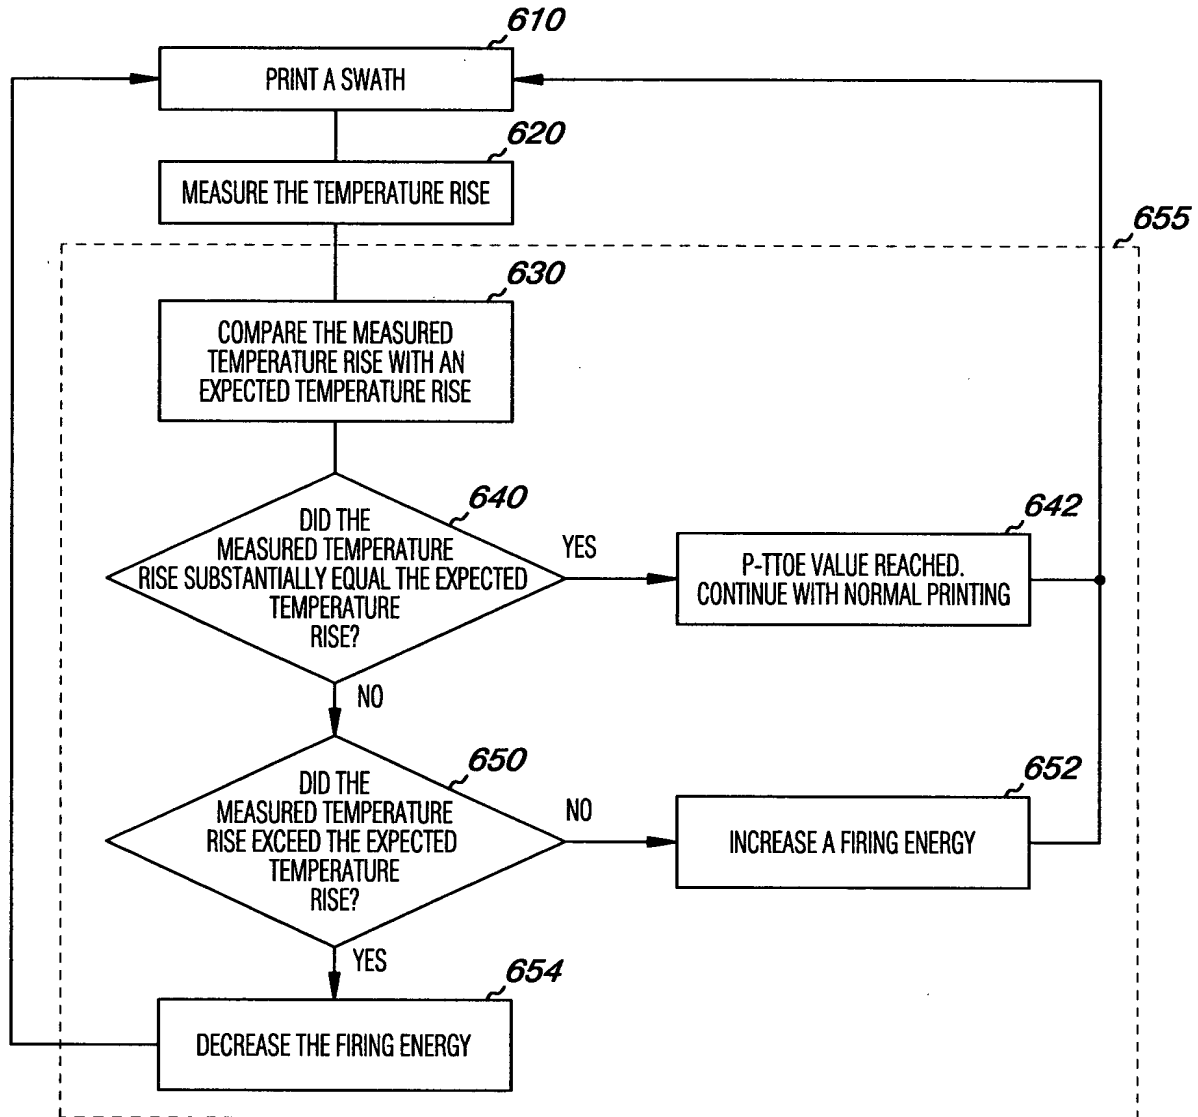 610
PRINT A SWATH
620
MEASURE THE TEMPERATURE RISE
655
630
COMPARE THE MEASURED
TEMPERATURE RISE WITH AN
EXPECTED TEMPERATURE RISE
640
DID THE
MEASURED TEMPERATURE
RISE SUBSTANTIALLY EQUAL THE EXPECTED
TEMPERATURE
RISE?
YES
642
P-TTOE VALUE REACHED.
CONTINUE WITH NORMAL PRINTING
NO
650
DID THE
MEASURED TEMPERATURE
RISE EXCEED THE EXPECTED
TEMPERATURE
RISE?
NO
652
INCREASE A FIRING ENERGY
YES
654
DECREASE THE FIRING ENERGY